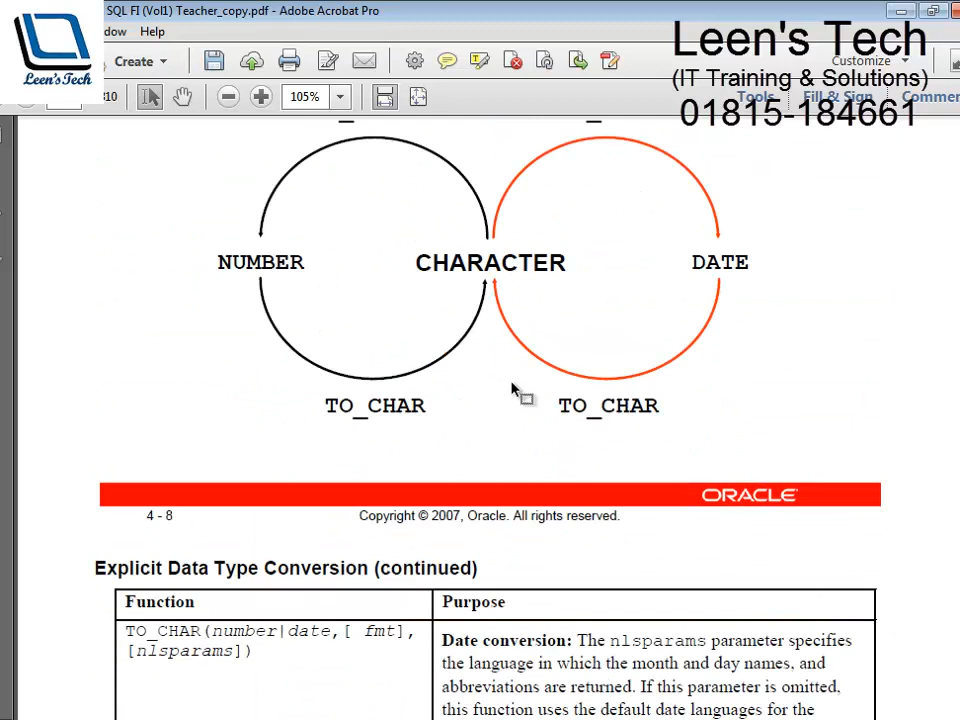 SQL FI (Vol1) Teacher_copy.pdf - Adobe Acrobat Pro
dow Help
Leen's Tech
Create
Customize
(IT Training & Solutions)
Leen'sTech
810
105%
Tools
Fill & Sign
Commen
01815-184661
NUMBER
CHARACTER
DATE
TO_CHAR
TO_CHAR
ORACLE
4 - 8
Copyright © 2007, Oracle. All rights reserved.
Explicit Data Type Conversion (continued)
Function
Purpose
TO_CHAR(number|date,[ fmt],
[nlsparams])
Date conversion: The nlsparams parameter specifies
the language in which the month and day names, and
abbreviations are returned. If this parameter is omitted,
this function uses the default date languages for the